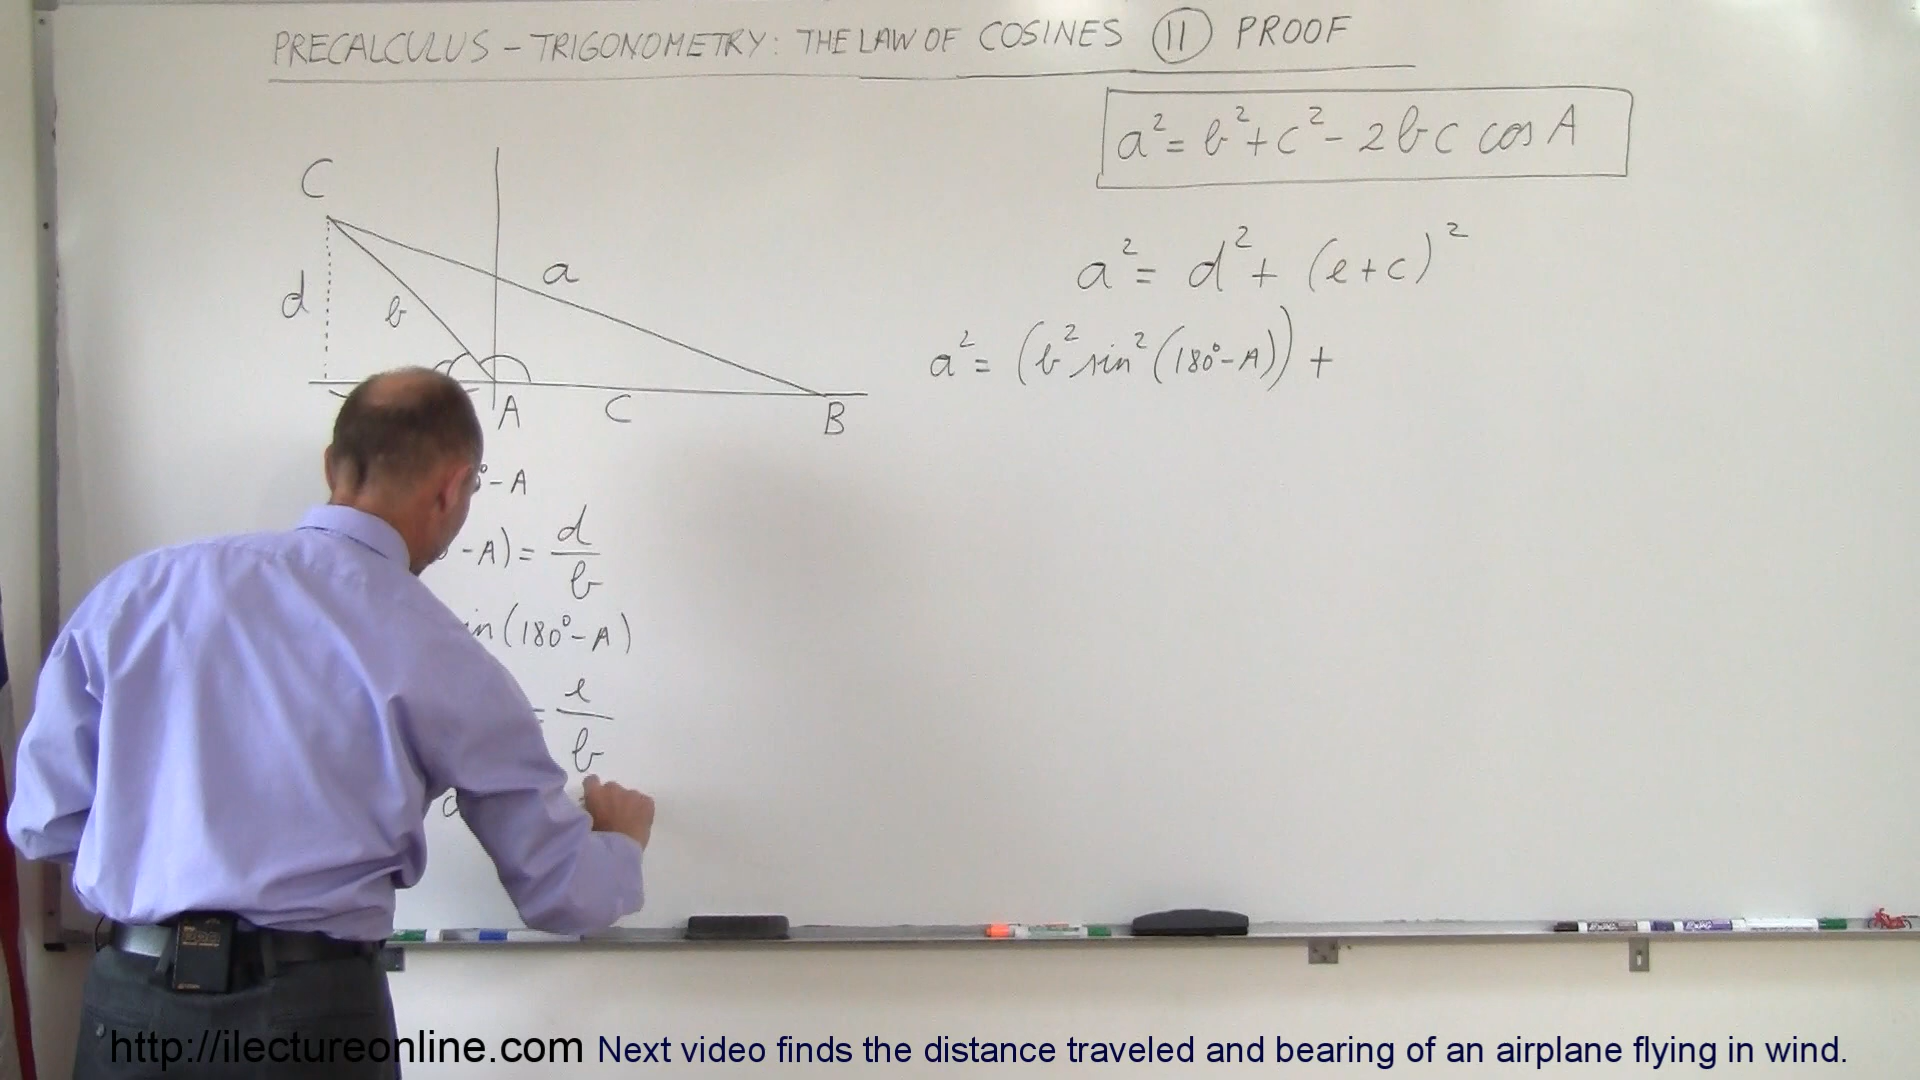 PRECALCULUS - TRIGONOMETRY: THE LAW OF COSINES 11 PROOF
a² = b² + c² - 2bc cos A
C
a² = d² + (e+c)²
a
d
b
a² = (b² sin²(180° - A)) +
A
C
B
° - A
- A) = d/b
in(180° - A)
= e/b
http://ilectureonline.com Next video finds the distance traveled and bearing of an airplane flying in wind.